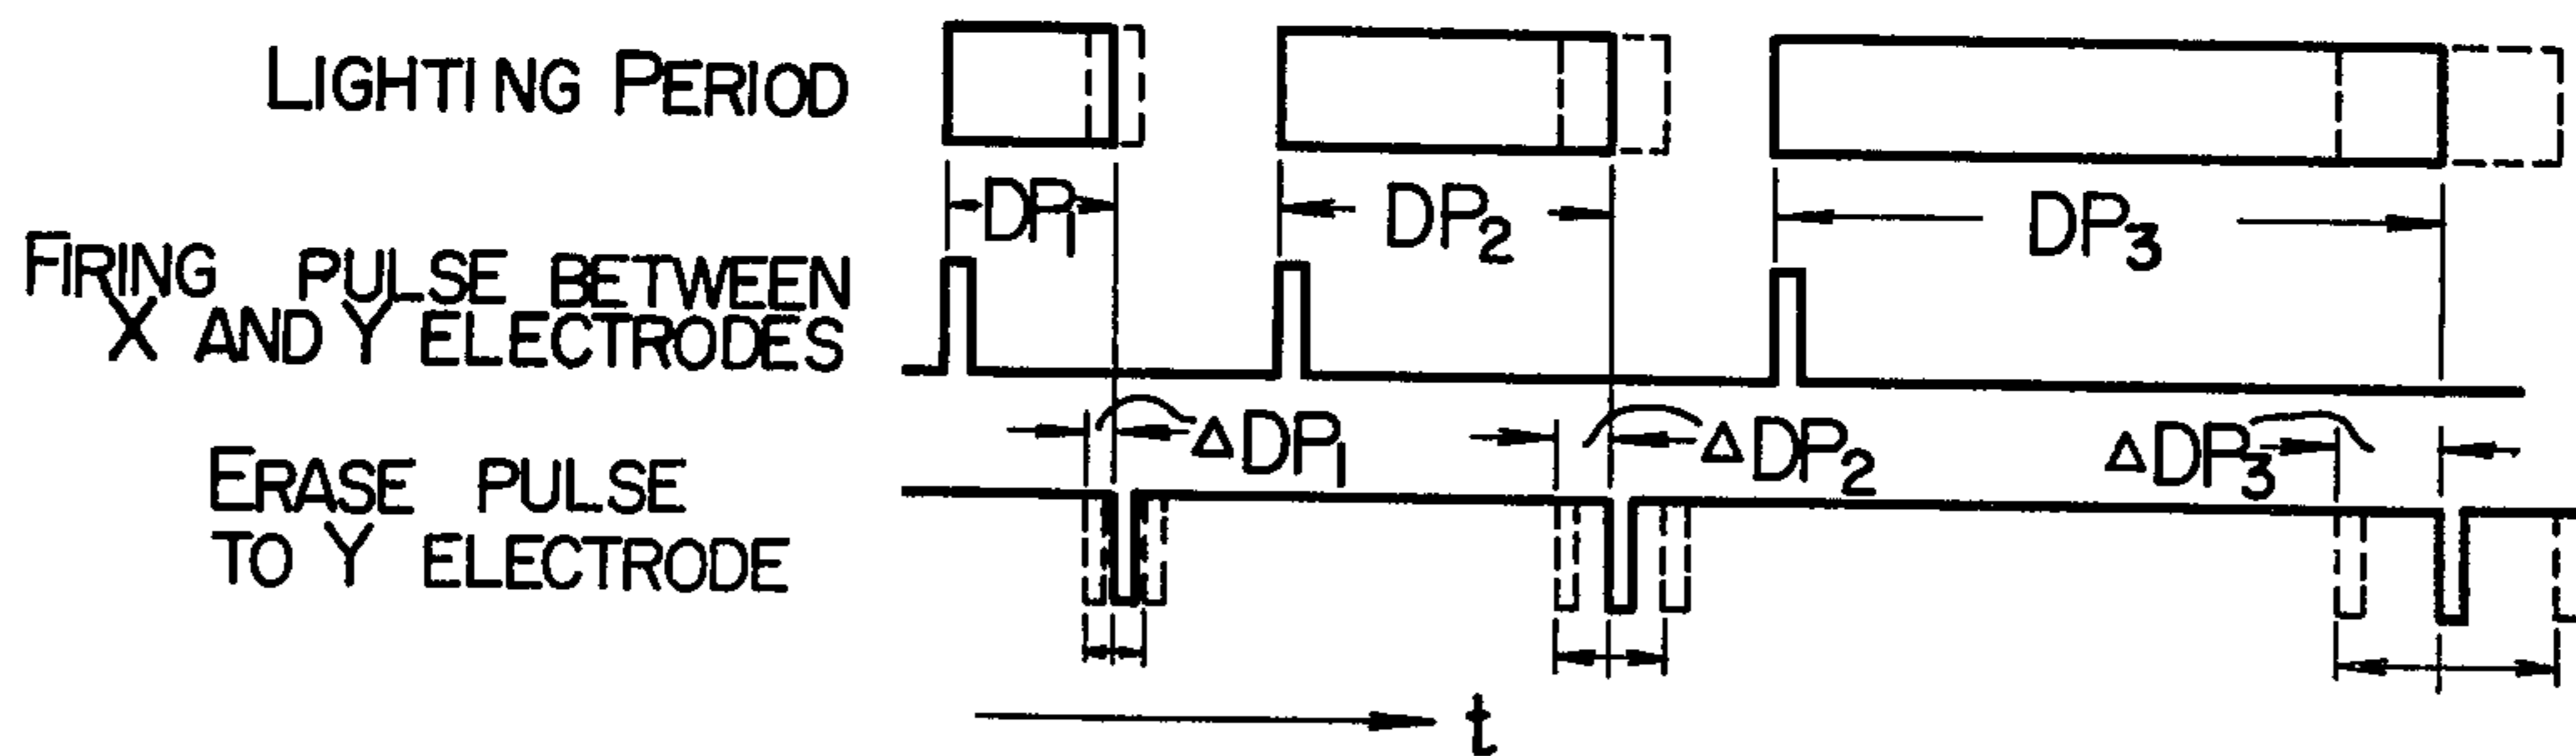 LIGHTING PERIOD
DP1 DP2 DP3
FIRING PULSE BETWEEN
X AND Y ELECTRODES
ΔDP1 ΔDP2 ΔDP3
ERASE PULSE
TO Y ELECTRODE
t